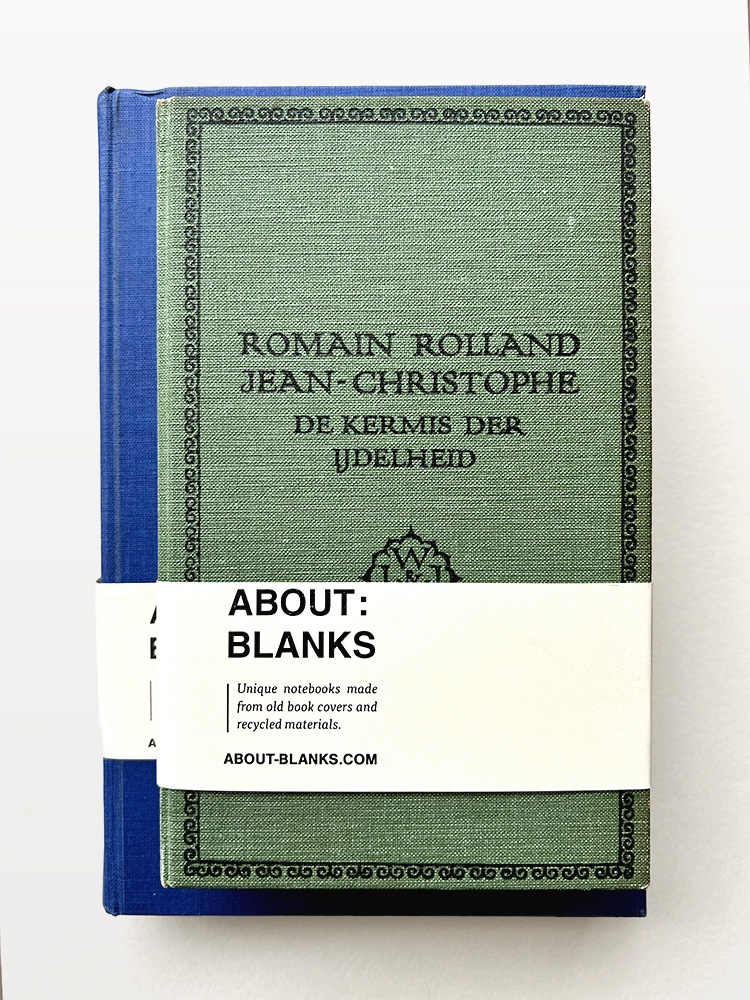 ROMAIN ROLLAND
JEAN-CHRISTOPHE
DE KERMIS DER
IJDELHEID
W
ABOUT:
BLANKS
Unique notebooks made
from old book covers and
recycled materials.
ABOUT-BLANKS.COM
A